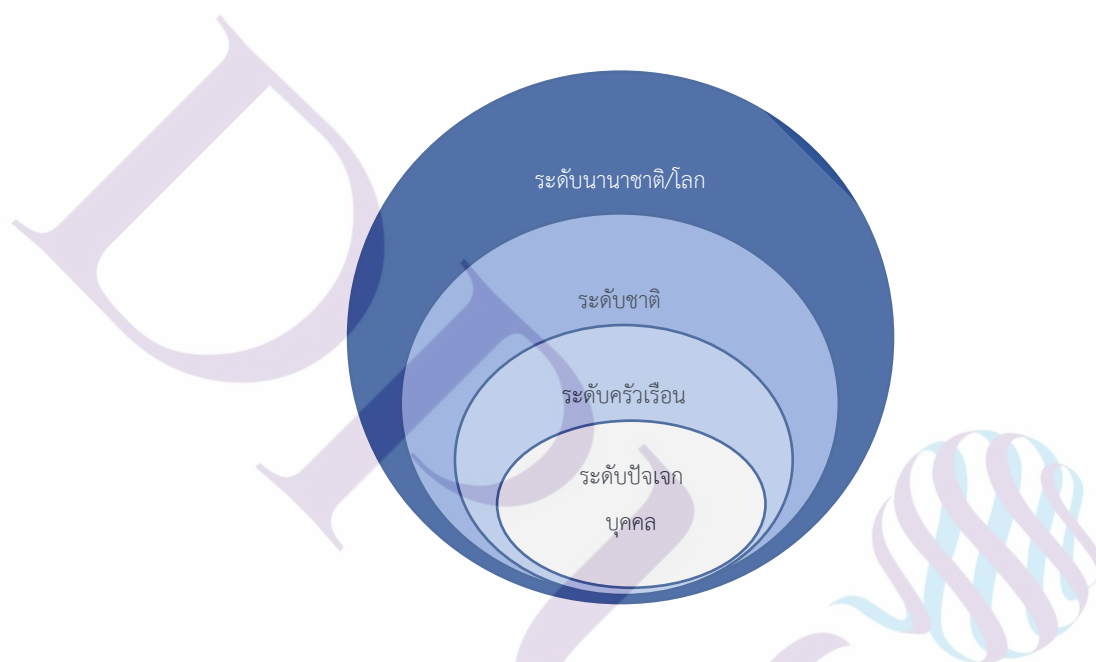 ระดับนานาชาติ/โลก
ระดับชาติ
ระดับครัวเรือน
ระดับปัจเจก
บุคคล